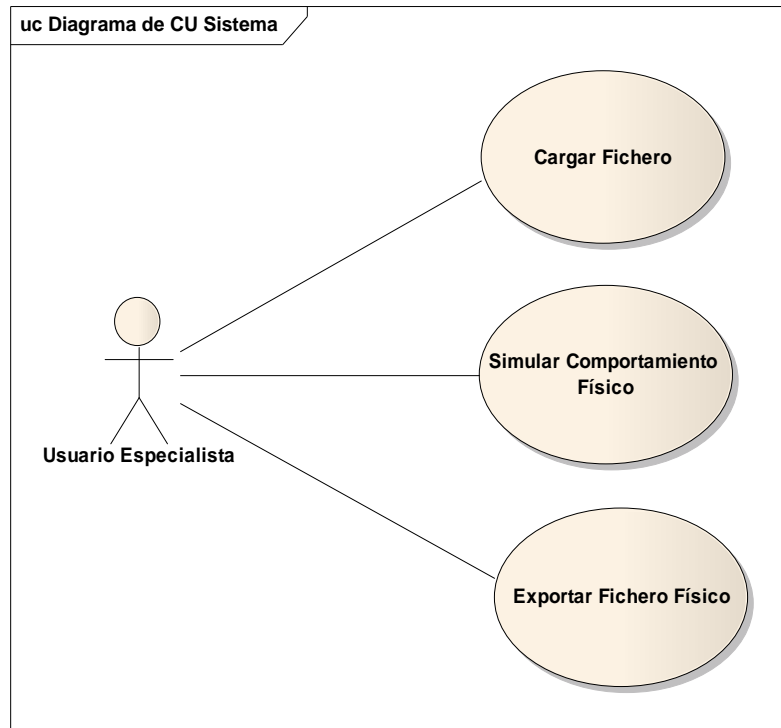 uc Diagrama de CU Sistema
Cargar Fichero
Simular Comportamiento
Físico
Usuario Especialista
Exportar Fichero Físico